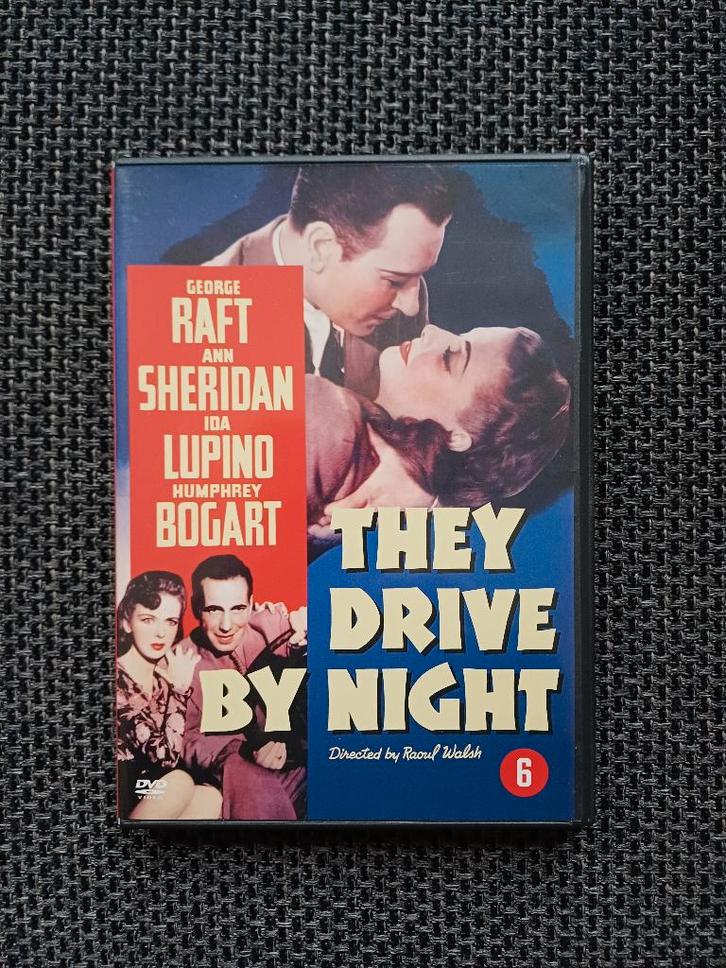 GEORGE
RAFT
ANN
SHERIDAN
IDA
LUPINO
HUMPHREY
BOGART
THEY
DRIVE
BY NIGHT
Directed by Raoul Walsh
6
DVD
VIDEO